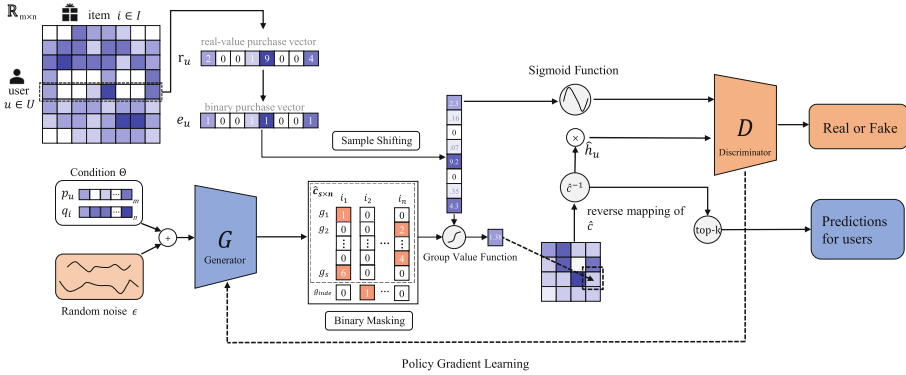 ℝ m×n
item i ∈ I
user
u ∈ U
real-value purchase vector
r_u
2 0 0 1 9 0 0 4
binary purchase vector
e_u
1 0 0 1 1 0 0 1
Sample Shifting
2.1
.16
0
.07
9.2
0
.35
4.3
Sigmoid Function
×
ĥ_u
ĉ⁻¹
reverse mapping of
ĉ
top-k
D
Discriminator
Real or Fake
Predictions
for users
Condition Θ
p_u ... m
q_i ... n
+
Random noise ϵ
G
Generator
ĉ_s×n i_1 i_2 i_n
g_1 1 0 0
g_2 0 0 2
⋮ ⋮ ... ⋮
0 0 4
g_s 6 0 0
0 1 ... 0
Binary Masking
Group Value Function
Policy Gradient Learning